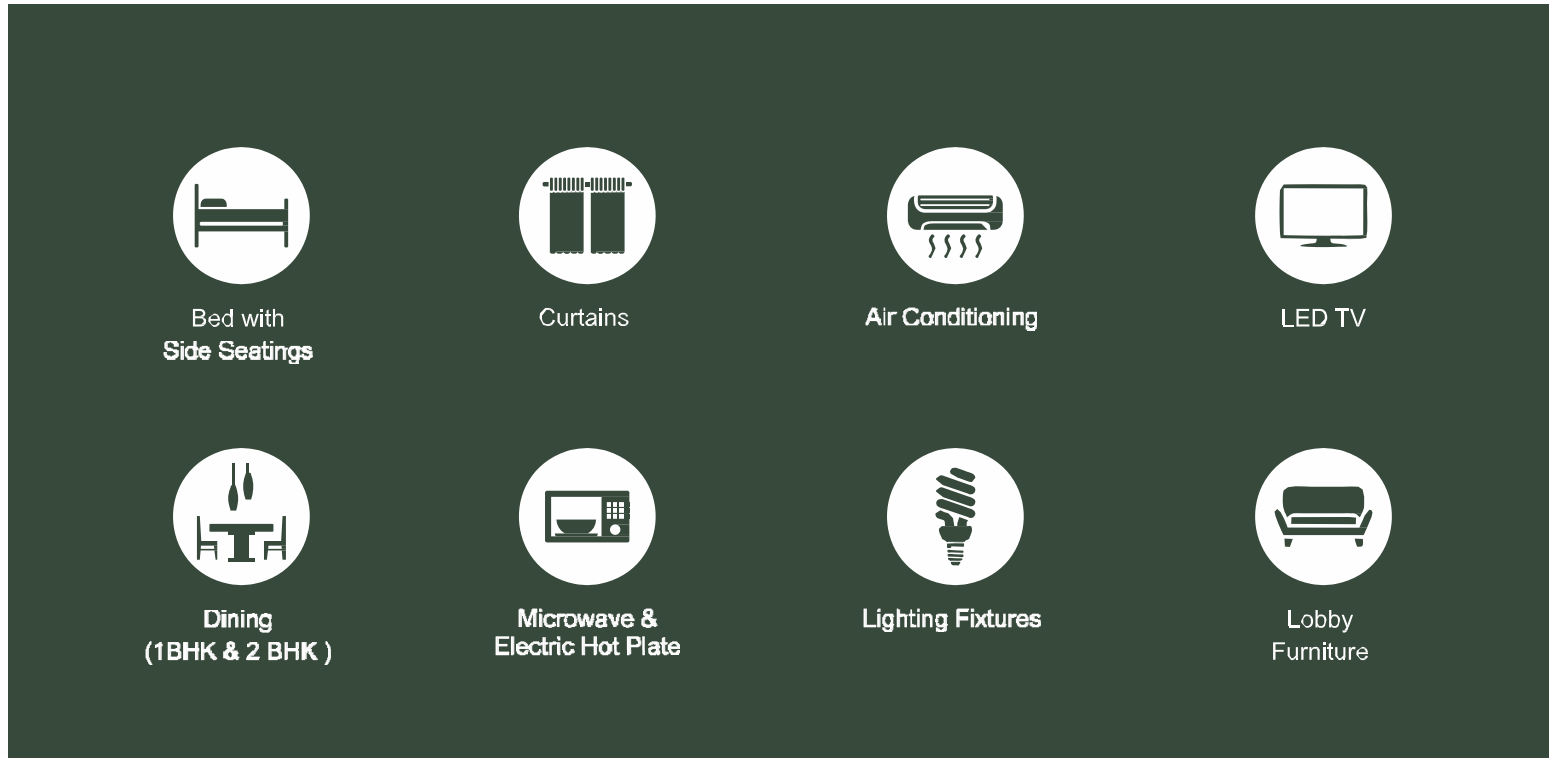 Bed with
Side Seatings
Curtains
Air Conditioning
LED TV
Dining
(1BHK & 2 BHK )
Microwave &
Electric Hot Plate
Lighting Fixtures
Lobby
Furniture